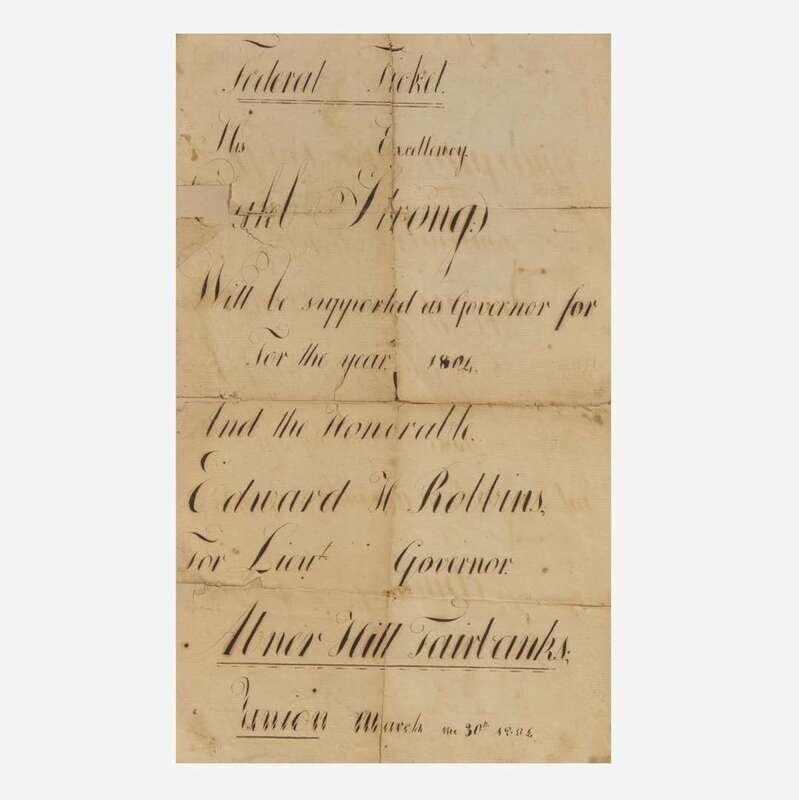 Federal Ticket.
His Excellency
Strong
Will be supported as Governor for
For the year 1804.
And the Honorable.
Edward H Robbins,
For Lieut Governor.
Abner Hill Fairbanks;
Union March the 30th 1804